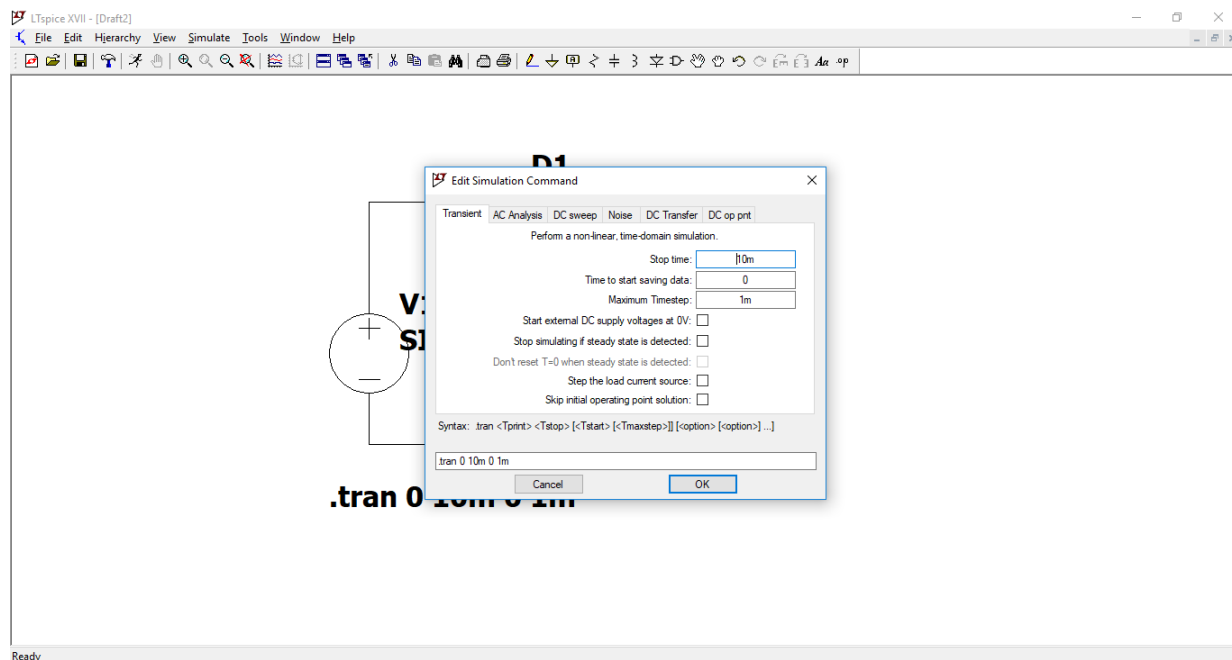 LTspice XVII - [Draft2]
File Edit Hierarchy View Simulate Tools Window Help
Aa .op
D1
Edit Simulation Command
Transient AC Analysis DC sweep Noise DC Transfer DC op pnt
Perform a non-linear, time-domain simulation.
Stop time: 10m
Time to start saving data: 0
Maximum Timestep: 1m
Start external DC supply voltages at 0V:
Stop simulating if steady state is detected:
Don't reset T=0 when steady state is detected:
Step the load current source:
Skip initial operating point solution:
Syntax: .tran <Tprint> <Tstop> [<Tstart> [<Tmaxstep>]] [<option> [<option>] ...]
.tran 0 10m 0 1m
Cancel OK
.tran 0 10m 0 1m
Ready